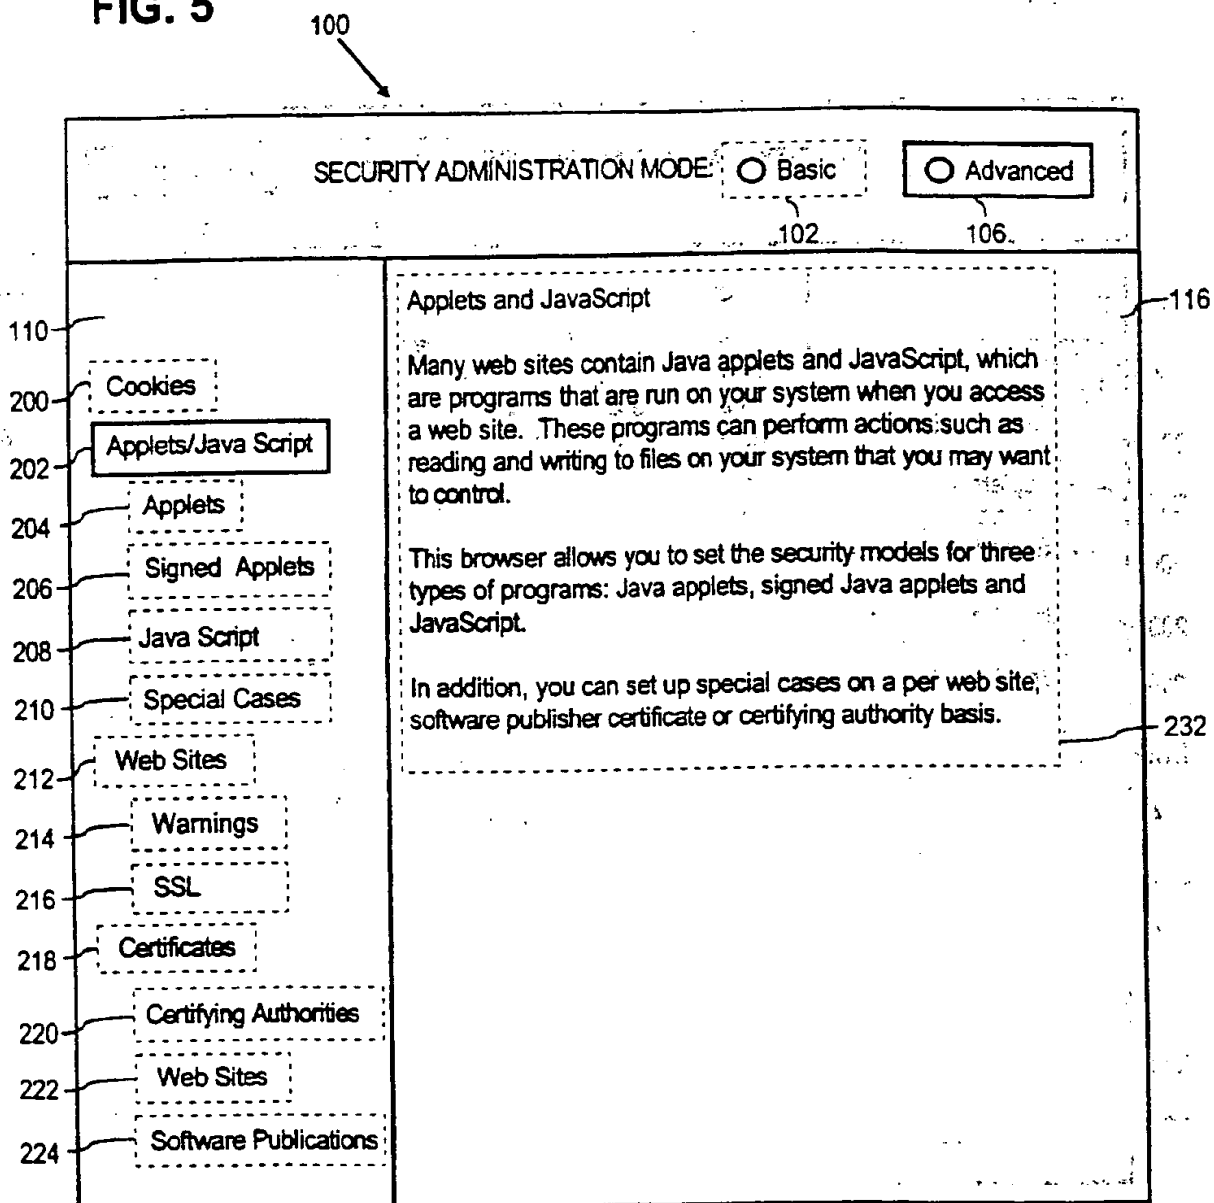 FIG. 5
100
SECURITY ADMINISTRATION MODE: Basic Advanced
102 106
110
116
Applets and JavaScript
Many web sites contain Java applets and JavaScript, which
are programs that are run on your system when you access
a web site. These programs can perform actions such as
reading and writing to files on your system that you may want
to control.
This browser allows you to set the security models for three
types of programs: Java applets, signed Java applets and
JavaScript.
In addition, you can set up special cases on a per web site,
software publisher certificate or certifying authority basis.
232
200 Cookies
202 Applets/Java Script
204 Applets
206 Signed Applets
208 Java Script
210 Special Cases
212 Web Sites
214 Warnings
216 SSL
218 Certificates
220 Certifying Authorities
222 Web Sites
224 Software Publications